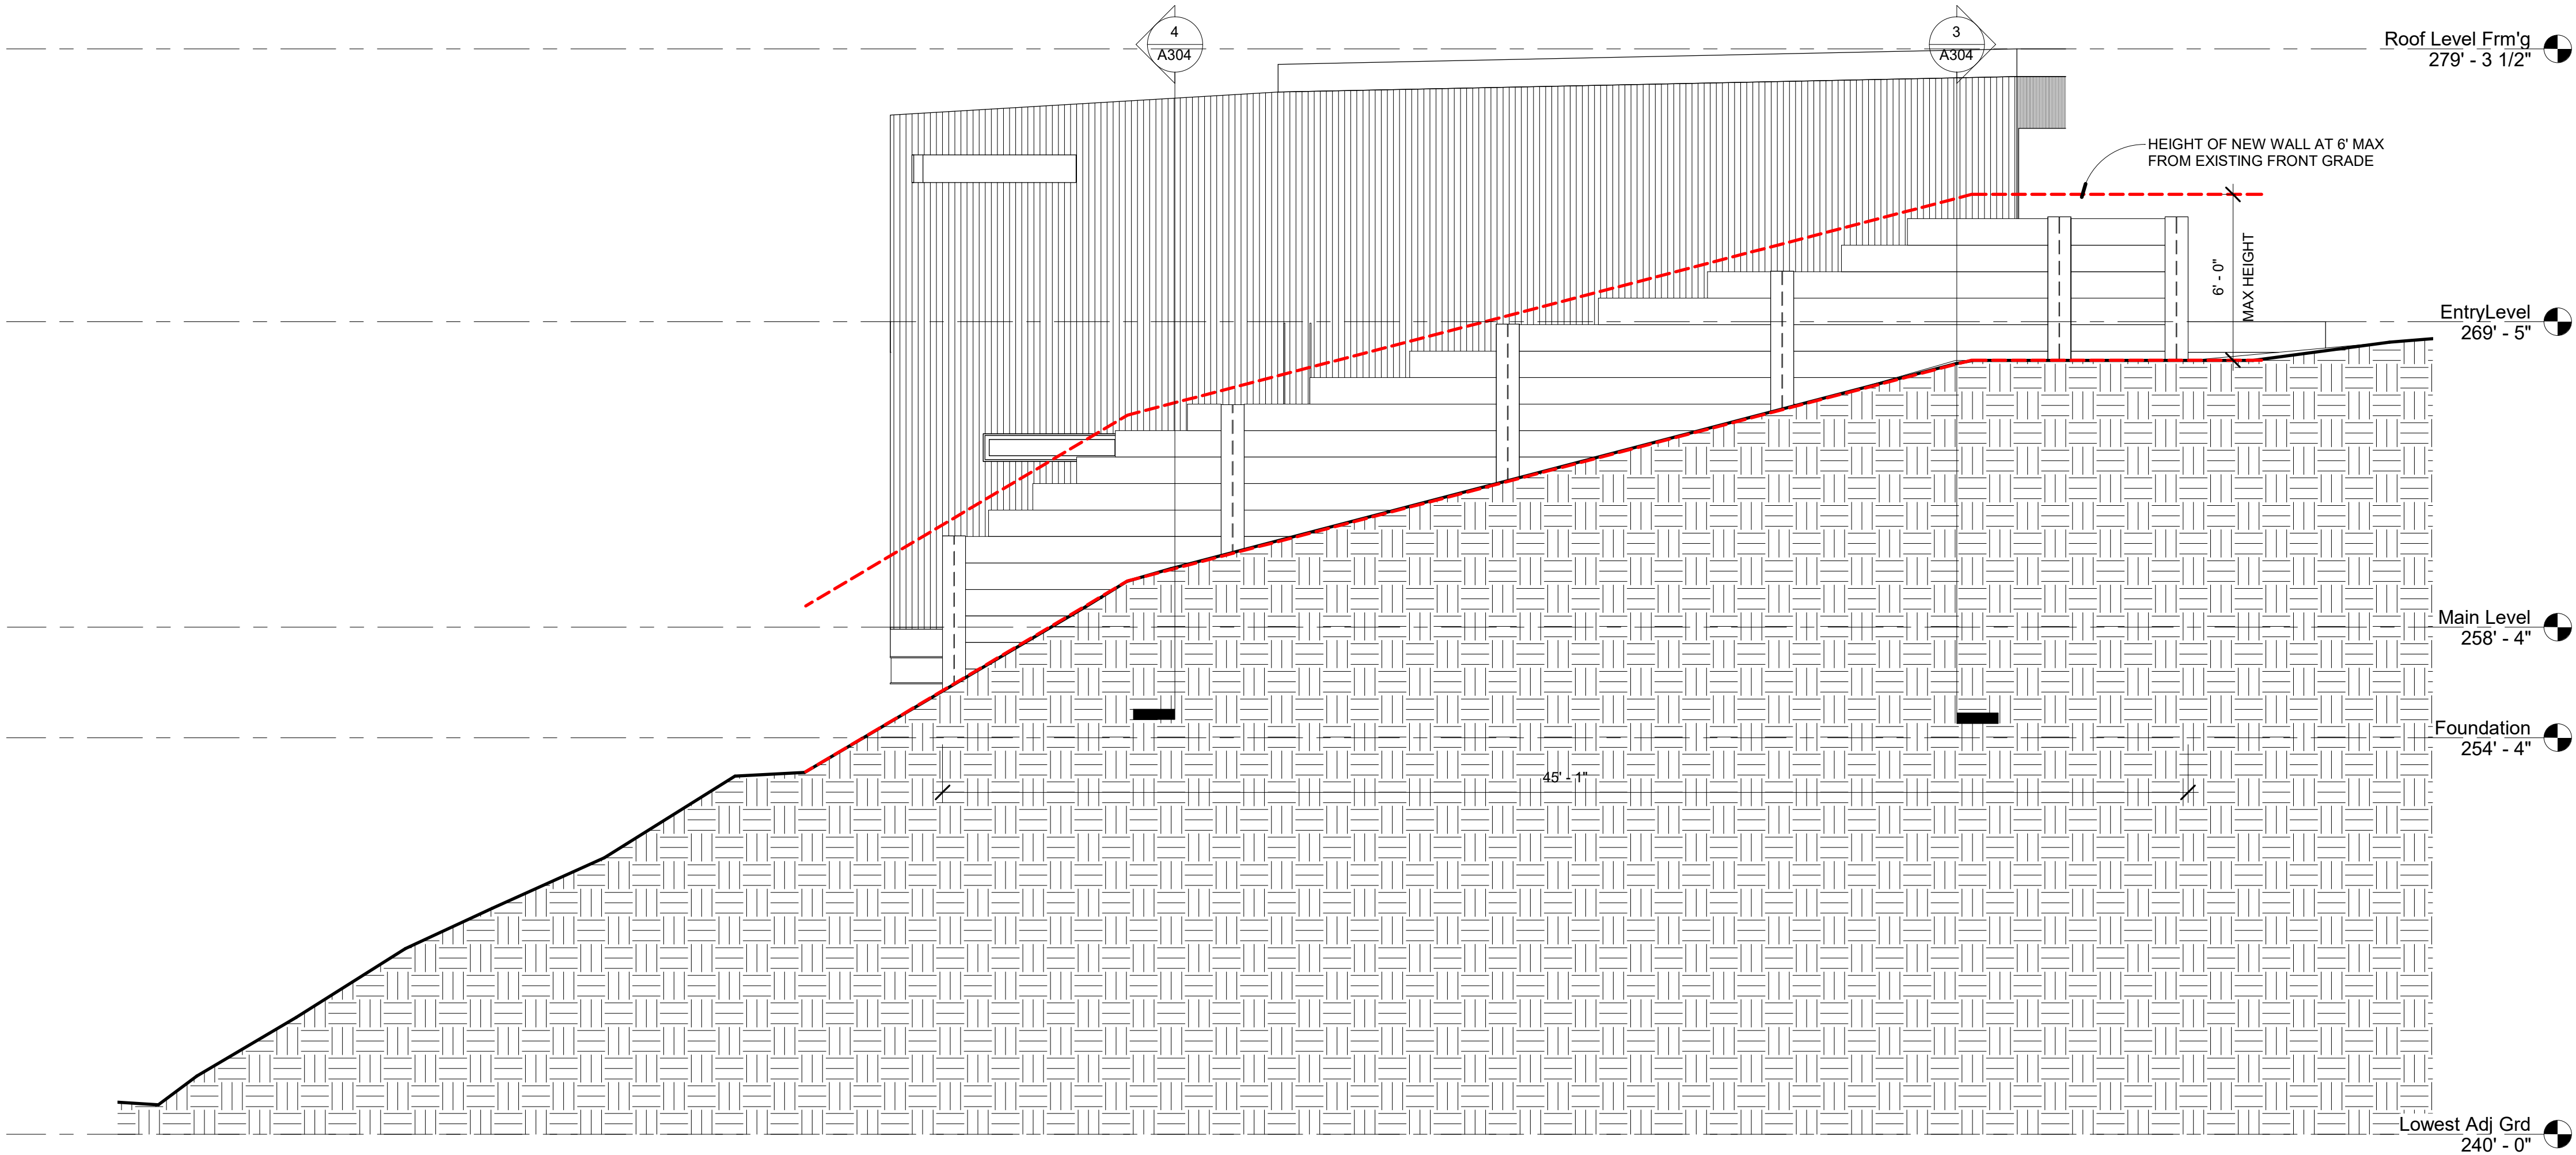 4
A304
3
A304
Roof Level Frm'g
279' - 3 1/2"
HEIGHT OF NEW WALL AT 6' MAX
FROM EXISTING FRONT GRADE
6' - 0"
MAX HEIGHT
EntryLevel
269' - 5"
Main Level
258' - 4"
Foundation
254' - 4"
45' - 1"
Lowest Adj Grd
240' - 0"